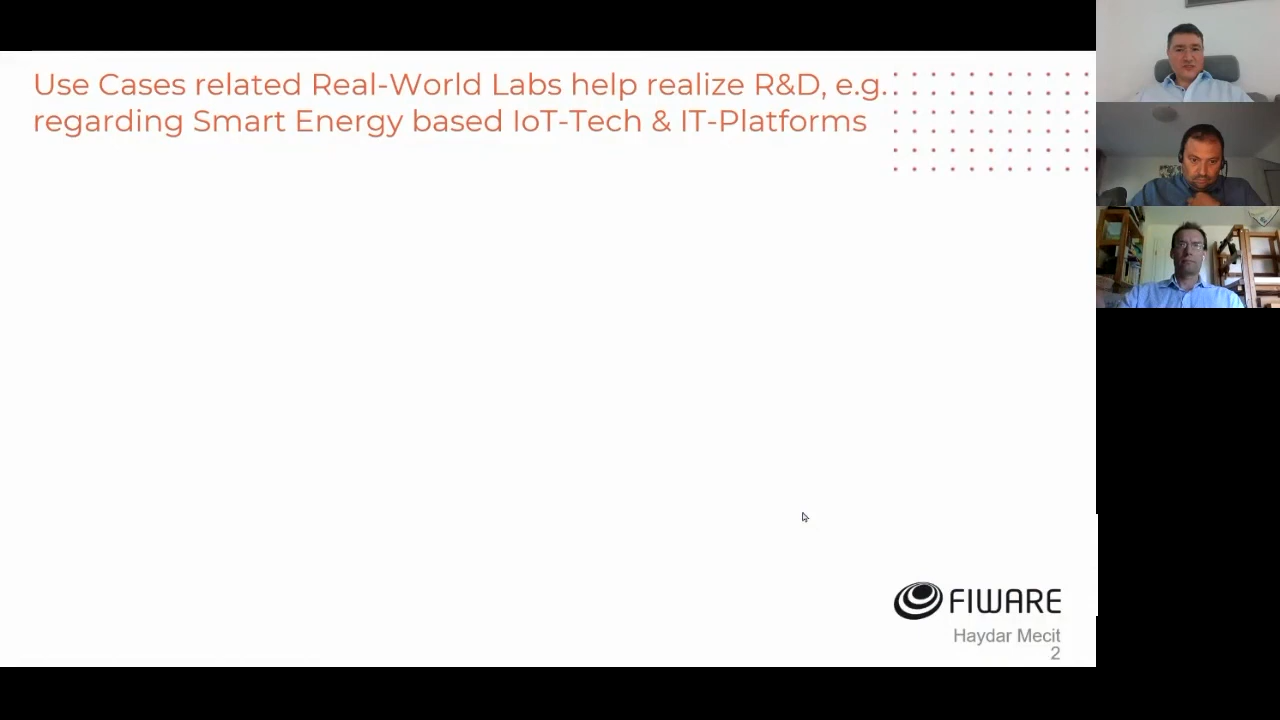 Use Cases related Real-World Labs help realize R&D, e.g.
regarding Smart Energy based IoT-Tech & IT-Platforms
FIWARE
Haydar Mecit
2